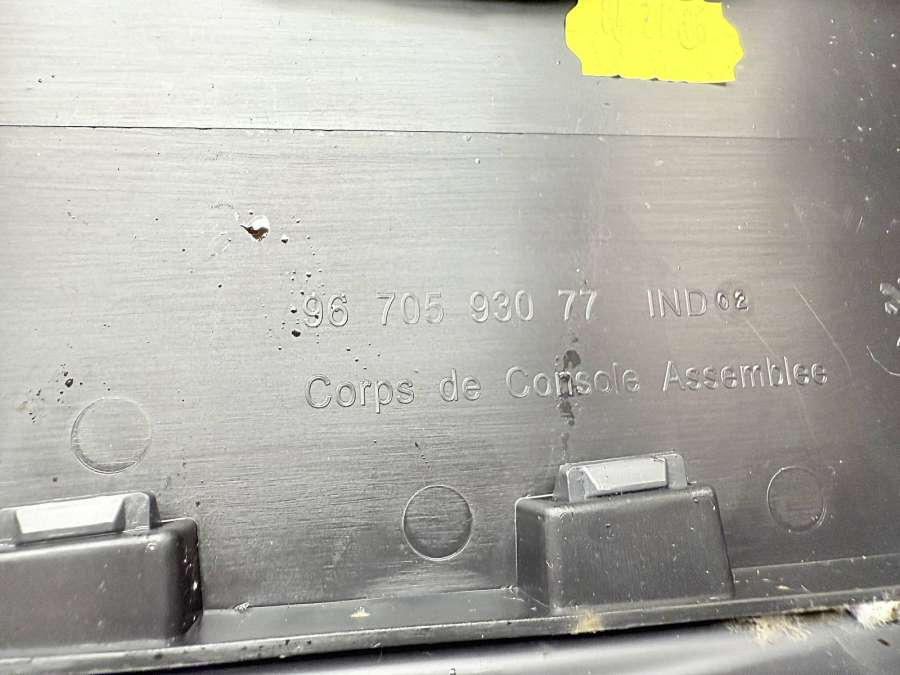 96 705 930 77 IND 02
Corps de Console Assemblee